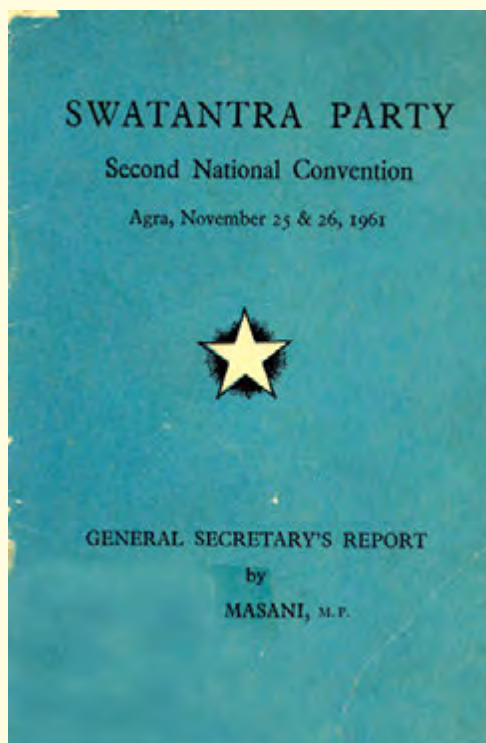 SWATANTRA PARTY
Second National Convention
Agra, November 25 & 26, 1961
GENERAL SECRETARY'S REPORT
by
MASANI, M.P.